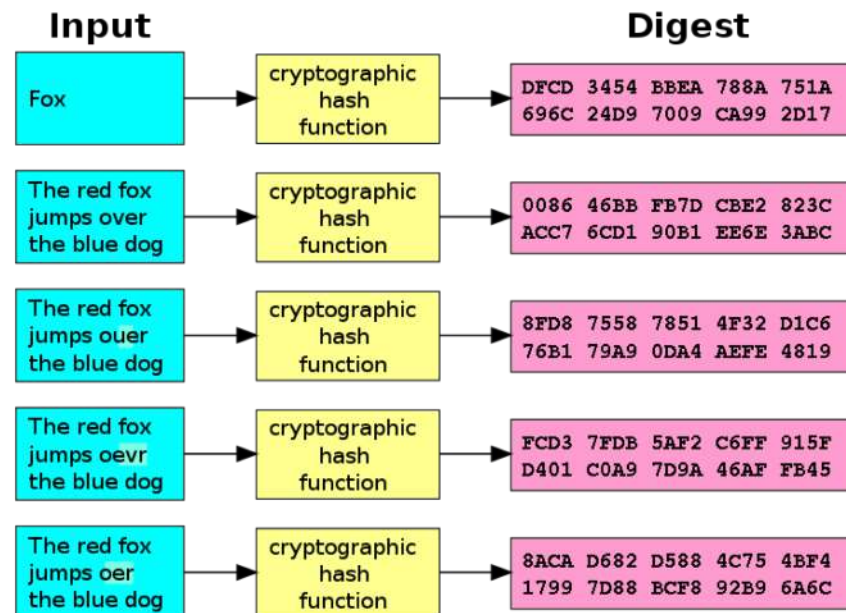 Input
Digest
Fox
cryptographic
hash
function
DFCD 3454 BBEA 788A 751A
696C 24D9 7009 CA99 2D17
The red fox
jumps over
the blue dog
cryptographic
hash
function
0086 46BB FB7D CBE2 823C
ACC7 6CD1 90B1 EE6E 3ABC
The red fox
jumps ouer
the blue dog
cryptographic
hash
function
8FD8 7558 7851 4F32 D1C6
76B1 79A9 0DA4 AEFE 4819
The red fox
jumps oevr
the blue dog
cryptographic
hash
function
FCD3 7FDB 5AF2 C6FF 915F
D401 C0A9 7D9A 46AF FB45
The red fox
jumps oer
the blue dog
cryptographic
hash
function
8ACA D682 D588 4C75 4BF4
1799 7D88 BCF8 92B9 6A6C